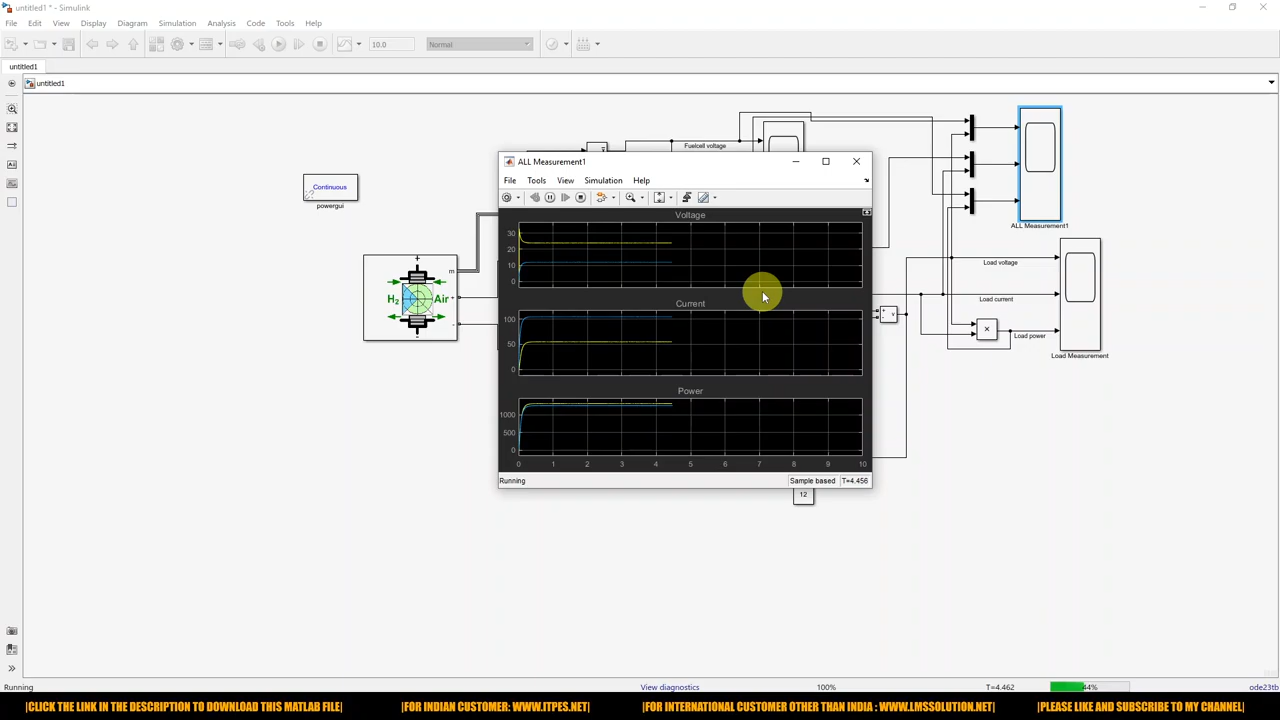 untitled1 * - Simulink
File Edit View Display Diagram Simulation Analysis Code Tools Help
10.0 Normal
untitled1
untitled1
Continuous
powergui
m
+
H2 Air
+
-
-
Fuelcell voltage
ALL Measurement1
Load voltage
Load current
×
Load power
Load Measurement
+
-
v
12
ALL Measurement1
File Tools View Simulation Help
Voltage
30
20
10
0
Current
100
50
0
Power
1000
500
0
0 1 2 3 4 5 6 7 8 9 10
Running Sample based T=4.456
Running View diagnostics 100% T=4.462 44% ode23tb
|CLICK THE LINK IN THE DESCRIPTION TO DOWNLOAD THIS MATLAB FILE| |FOR INDIAN CUSTOMER: WWW.ITPES.NET| |FOR INTERNATIONAL CUSTOMER OTHER THAN INDIA : WWW.LMSSOLUTION.NET| |PLEASE LIKE AND SUBSCRIBE TO MY CHANNEL|